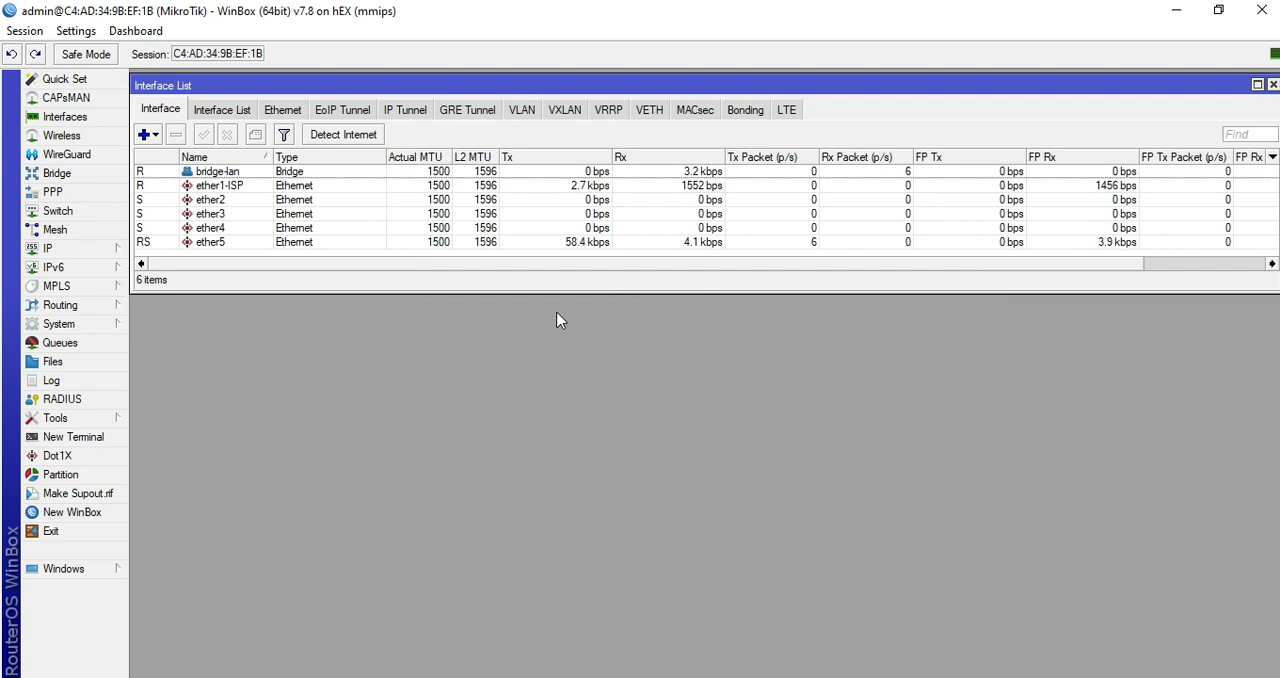 admin@C4:AD:34:9B:EF:1B (MikroTik) - WinBox (64bit) v7.8 on hEX (mmips)
Session Settings Dashboard
Safe Mode Session: C4:AD:34:9B:EF:1B
Quick Set
CAPsMAN
Interfaces
Wireless
WireGuard
Bridge
PPP
Switch
Mesh
IP
IPv6
MPLS
Routing
System
Queues
Files
Log
RADIUS
Tools
New Terminal
Dot1X
Partition
Make Supout.rif
New WinBox
Exit
Windows
RouterOS WinBox
Interface List
Interface Interface List Ethernet EoIP Tunnel IP Tunnel GRE Tunnel VLAN VXLAN VRRP VETH MACsec Bonding LTE
Detect Internet Find
Name Type Actual MTU L2 MTU Tx Rx Tx Packet (p/s) Rx Packet (p/s) FP Tx FP Rx FP Tx Packet (p/s) FP Rx
R bridge-lan Bridge 1500 1596 0 bps 3.2 kbps 0 6 0 bps 0 bps 0
R ether1-ISP Ethernet 1500 1596 2.7 kbps 1552 bps 0 0 0 bps 1456 bps 0
S ether2 Ethernet 1500 1596 0 bps 0 bps 0 0 0 bps 0 bps 0
S ether3 Ethernet 1500 1596 0 bps 0 bps 0 0 0 bps 0 bps 0
S ether4 Ethernet 1500 1596 0 bps 0 bps 0 0 0 bps 0 bps 0
RS ether5 Ethernet 1500 1596 58.4 kbps 4.1 kbps 6 0 0 bps 3.9 kbps 0
6 items